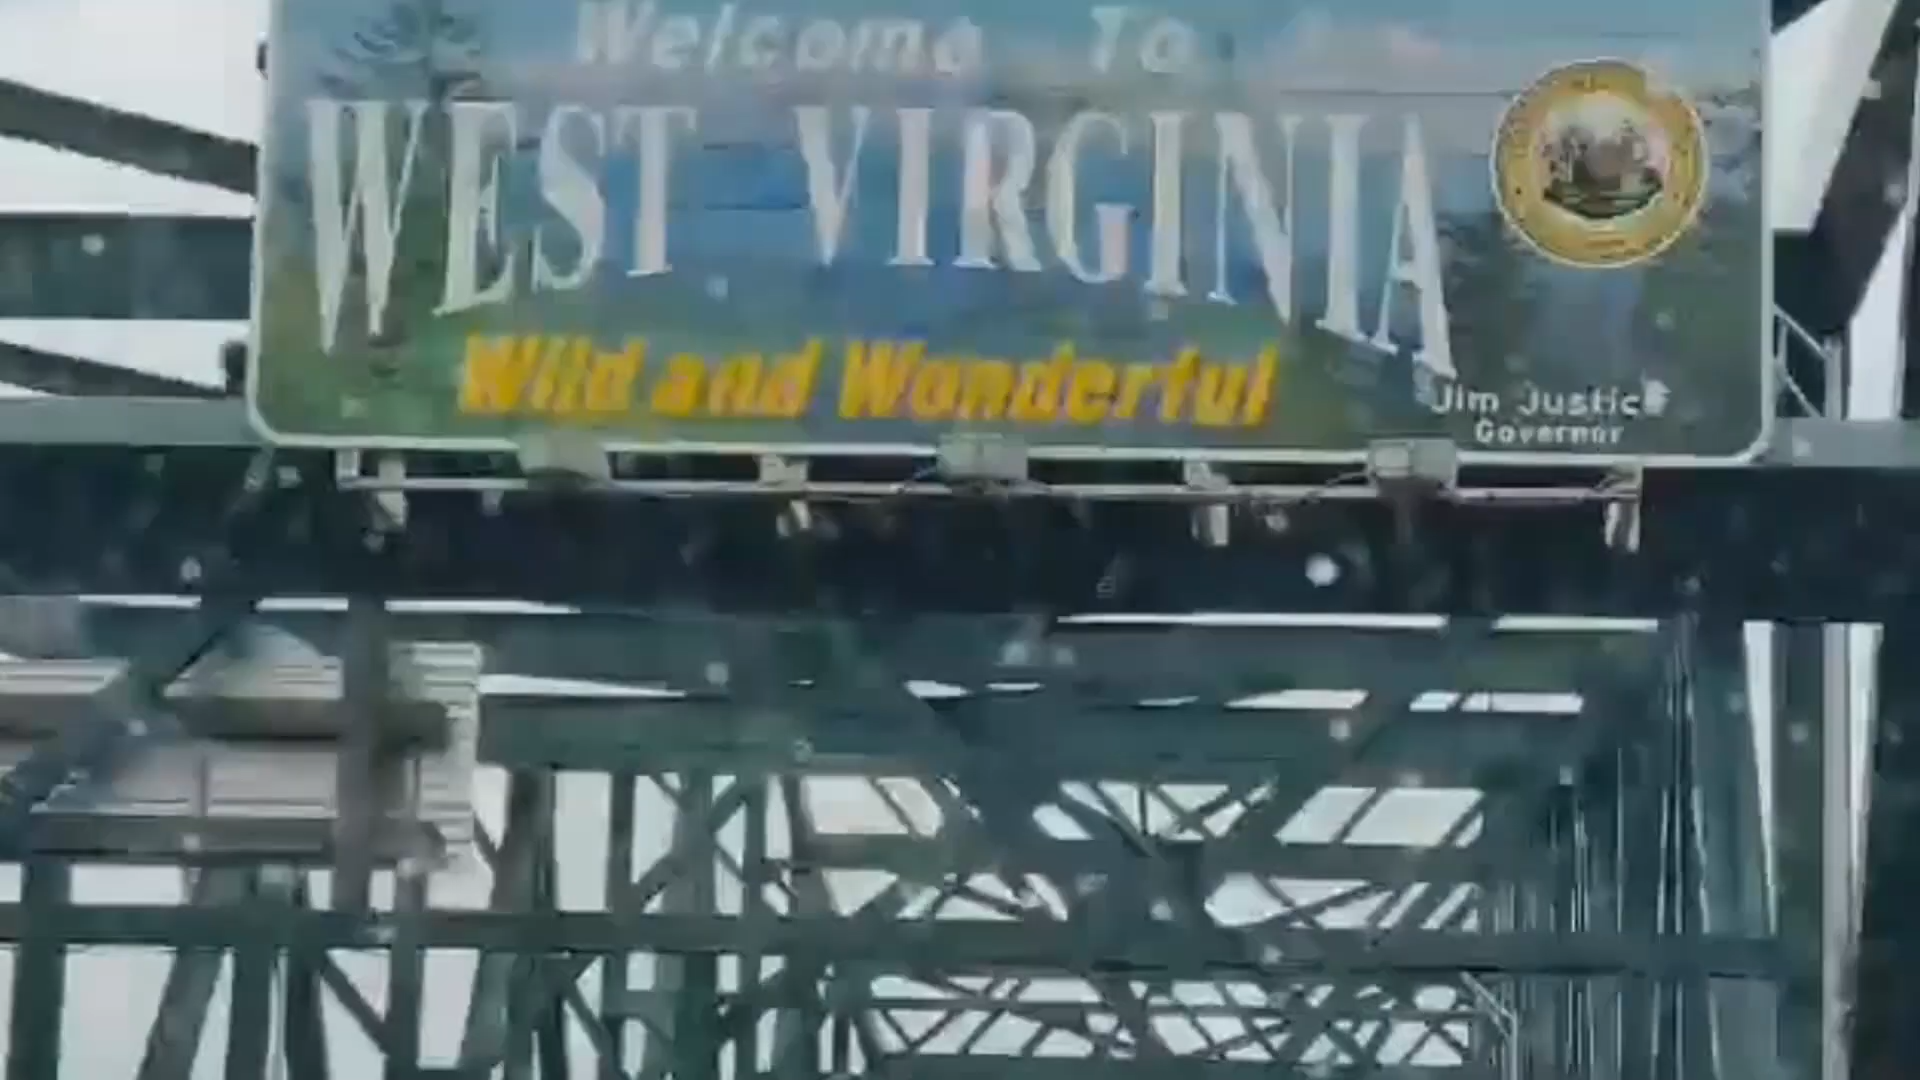 Welcome To
WEST VIRGINIA
Wild and Wonderful
Jim Justice
Governor